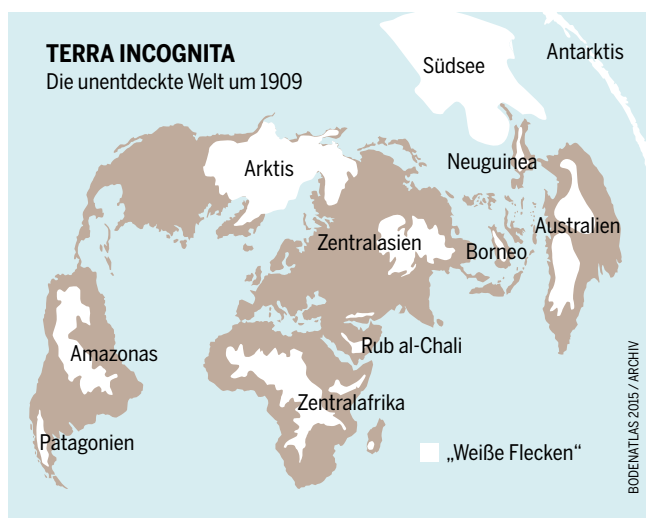 TERRA INCOGNITA
Die unentdeckte Welt um 1909
Südsee
Antarktis
Arktis
Neuguinea
Zentralasien
Borneo
Australien
Amazonas
Rub al-Chali
Zentralafrika
Patagonien
„Weiße Flecken“
BODENATLAS 2015 / ARCHIV